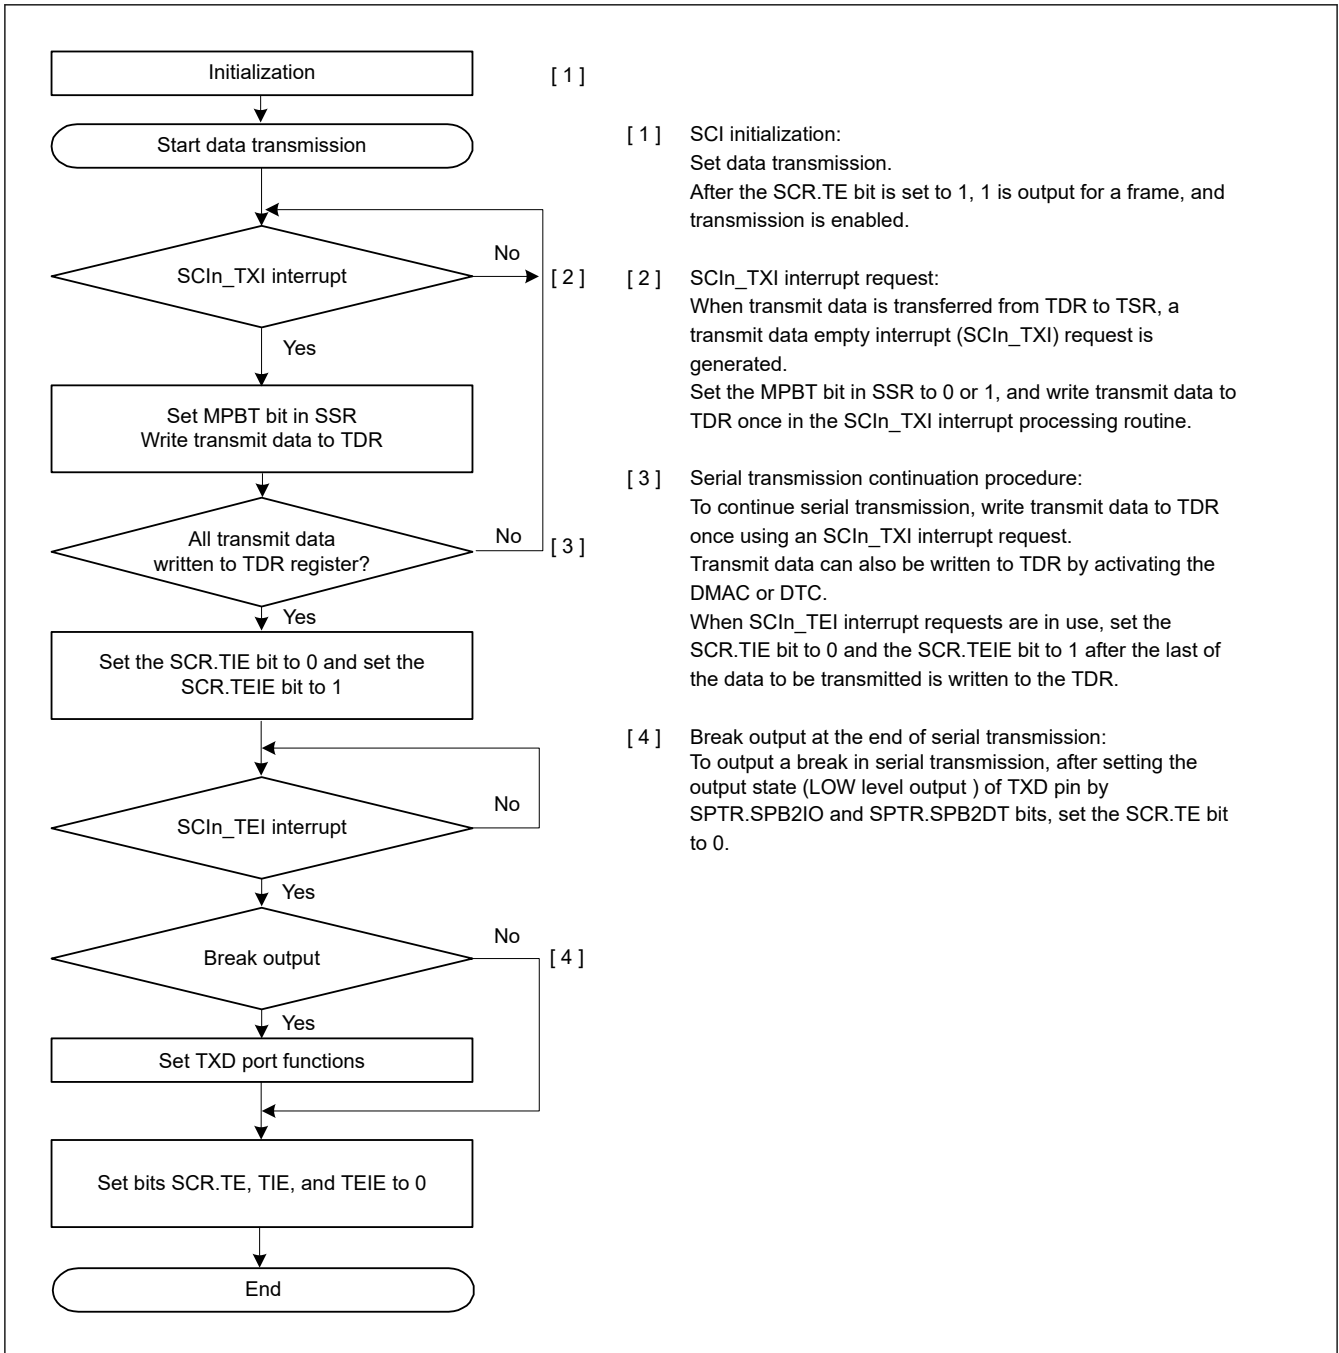 Initialization
[ 1 ]
Start data transmission
SCIn_TXI interrupt
No
[ 2 ]
Yes
Set MPBT bit in SSR
Write transmit data to TDR
All transmit data
written to TDR register?
No
[ 3 ]
Yes
Set the SCR.TIE bit to 0 and set the
SCR.TEIE bit to 1
SCIn_TEI interrupt
No
Yes
Break output
No
[ 4 ]
Yes
Set TXD port functions
Set bits SCR.TE, TIE, and TEIE to 0
End
[ 1 ] SCI initialization:
Set data transmission.
After the SCR.TE bit is set to 1, 1 is output for a frame, and
transmission is enabled.
[ 2 ] SCIn_TXI interrupt request:
When transmit data is transferred from TDR to TSR, a
transmit data empty interrupt (SCIn_TXI) request is
generated.
Set the MPBT bit in SSR to 0 or 1, and write transmit data to
TDR once in the SCIn_TXI interrupt processing routine.
[ 3 ] Serial transmission continuation procedure:
To continue serial transmission, write transmit data to TDR
once using an SCIn_TXI interrupt request.
Transmit data can also be written to TDR by activating the
DMAC or DTC.
When SCIn_TEI interrupt requests are in use, set the
SCR.TIE bit to 0 and the SCR.TEIE bit to 1 after the last of
the data to be transmitted is written to the TDR.
[ 4 ] Break output at the end of serial transmission:
To output a break in serial transmission, after setting the
output state (LOW level output ) of TXD pin by
SPTR.SPB2IO and SPTR.SPB2DT bits, set the SCR.TE bit
to 0.